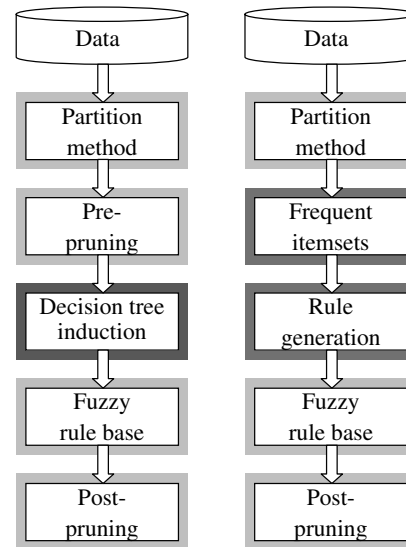 Data
Partition
method
Pre-
pruning
Decision tree
induction
Fuzzy
rule base
Post-
pruning
Data
Partition
method
Frequent
itemsets
Rule
generation
Fuzzy
rule base
Post-
pruning